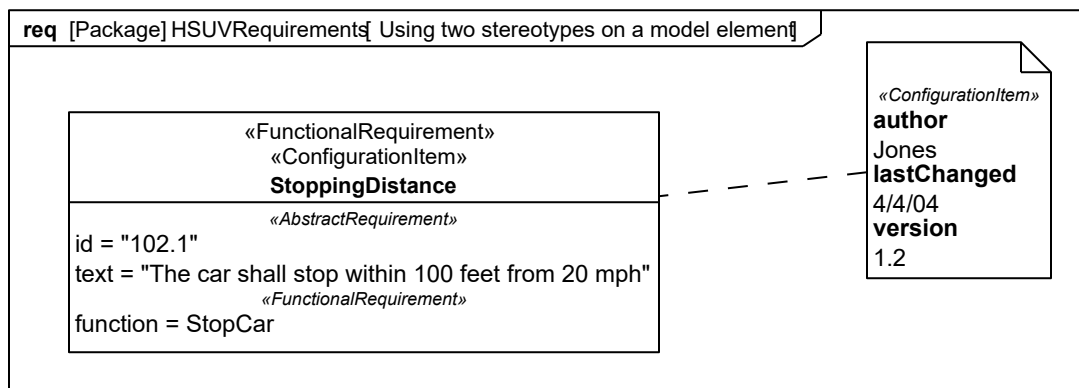 req [Package] HSUVRequirements[ Using two stereotypes on a model element]
«FunctionalRequirement»
«ConfigurationItem»
StoppingDistance
«AbstractRequirement»
id = "102.1"
text = "The car shall stop within 100 feet from 20 mph"
«FunctionalRequirement»
function = StopCar
«ConfigurationItem»
author
Jones
lastChanged
4/4/04
version
1.2